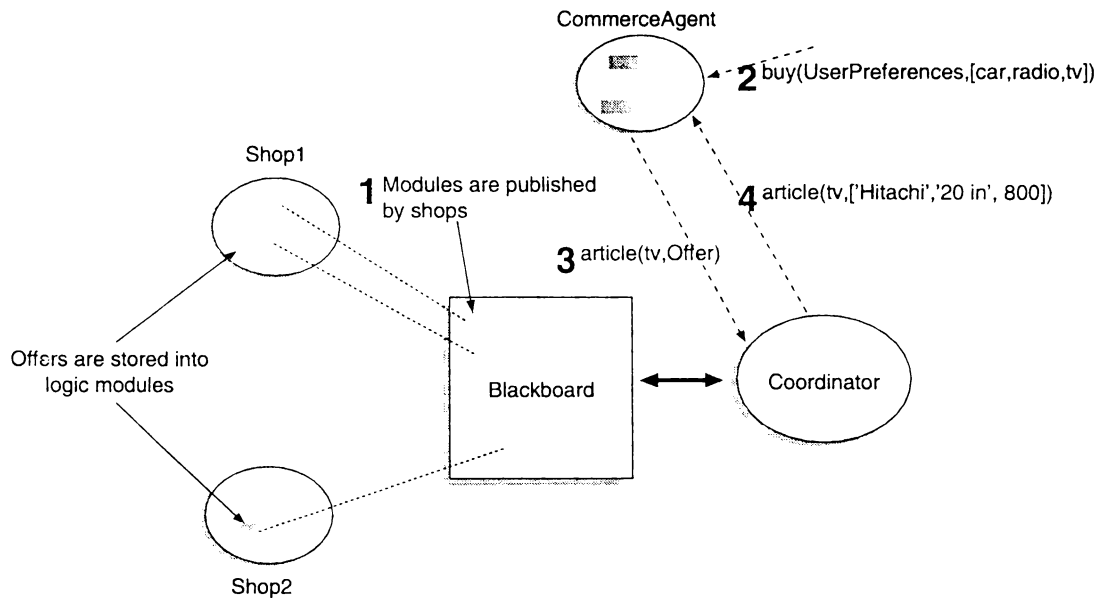 CommerceAgent
2 buy(UserPreferences,[car,radio,tv])
Shop1
1 Modules are published
by shops
4 article(tv,['Hitachi','20 in', 800])
3 article(tv,Offer)
Offers are stored into
logic modules
Blackboard
Coordinator
Shop2